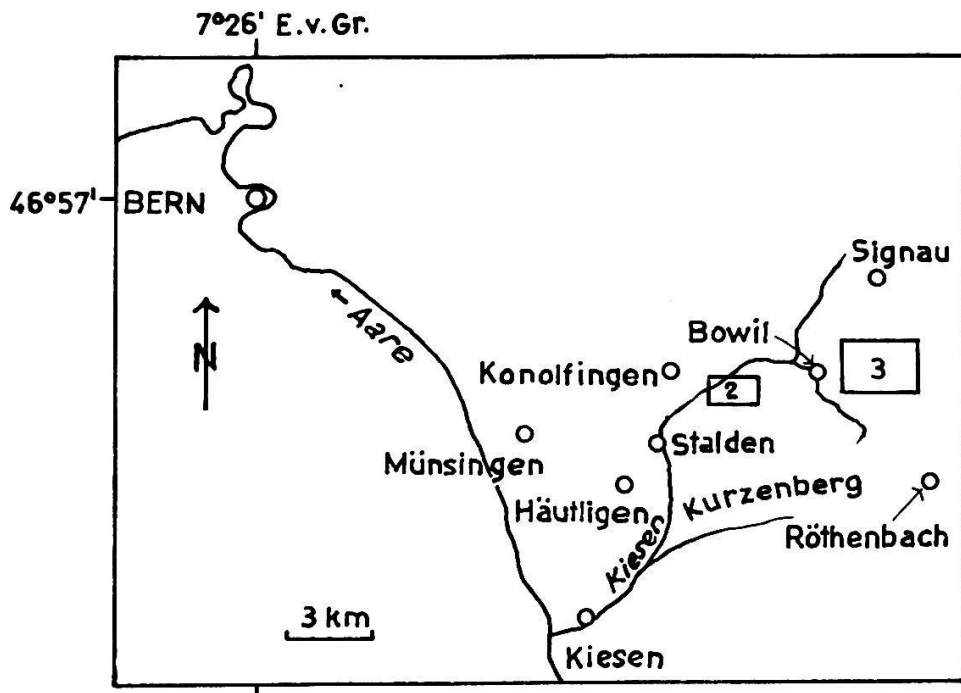 7°26' E.v.Gr.
46°57'
BERN
Signau
← Aare
Bowil
3
N
Konolfingen
2
Stalden
Münsingen
Kurzenberg
Häutligen
Röthenbach
Kiesen
3 km
Kiesen